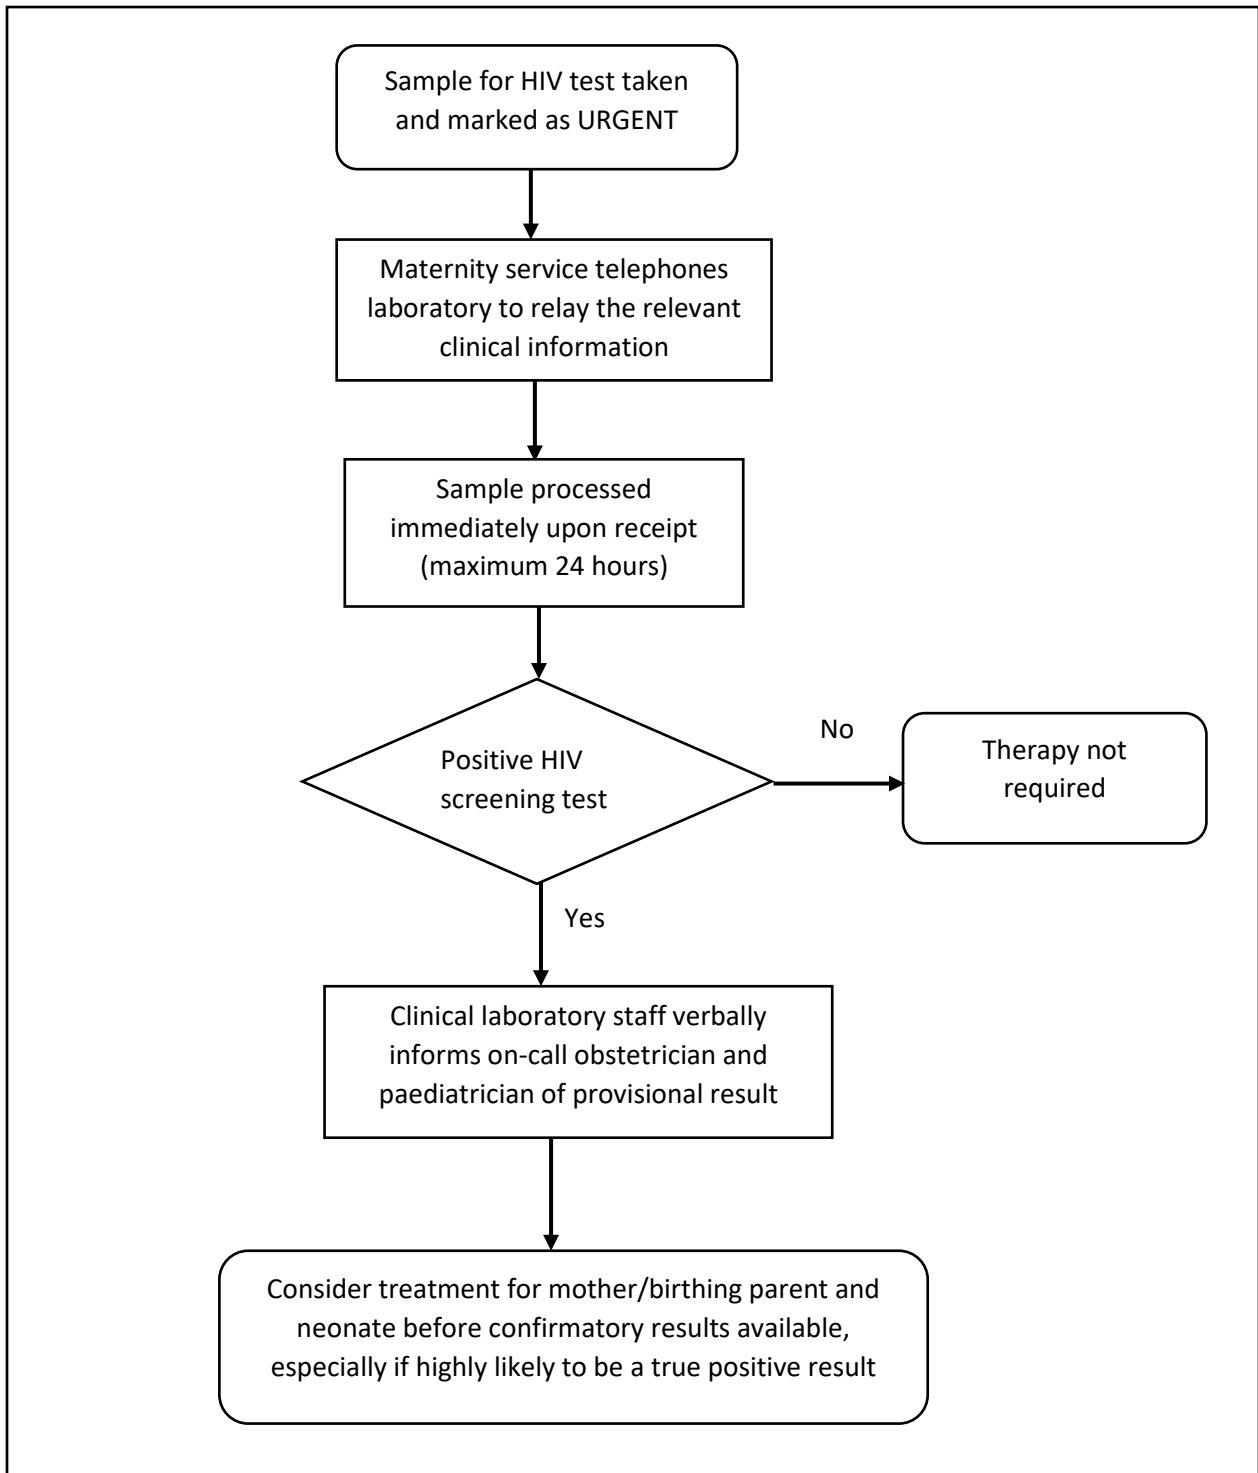 Sample for HIV test taken
and marked as URGENT
Maternity service telephones
laboratory to relay the relevant
clinical information
Sample processed
immediately upon receipt
(maximum 24 hours)
Positive HIV
screening test
No
Therapy not
required
Yes
Clinical laboratory staff verbally
informs on-call obstetrician and
paediatrician of provisional result
Consider treatment for mother/birthing parent and
neonate before confirmatory results available,
especially if highly likely to be a true positive result